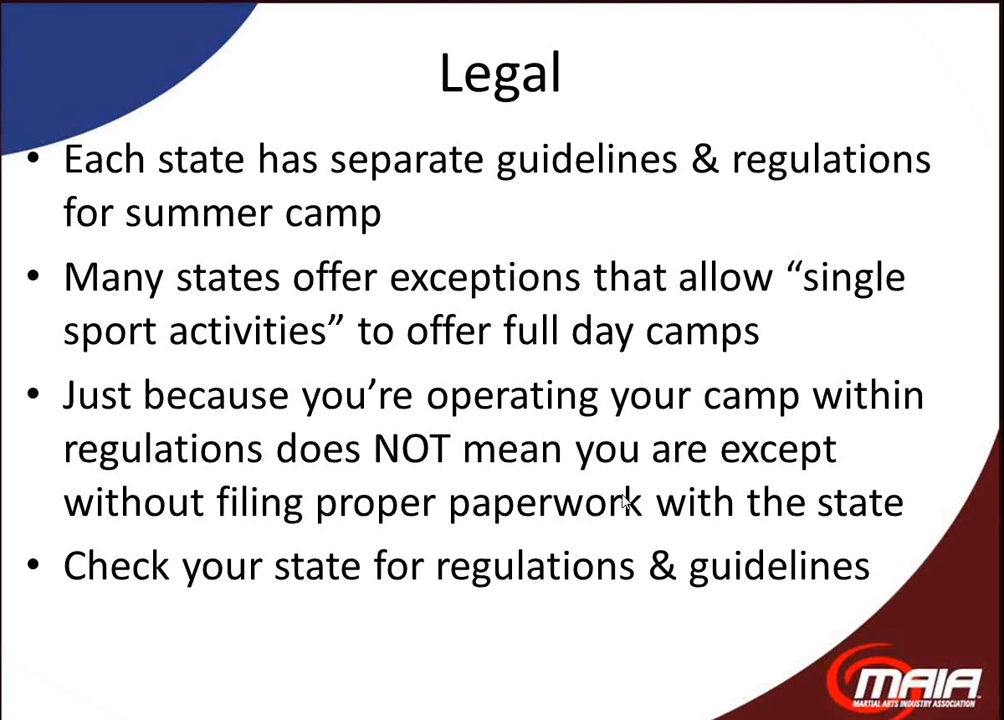 Legal
• Each state has separate guidelines & regulations
for summer camp
• Many states offer exceptions that allow “single
sport activities” to offer full day camps
• Just because you’re operating your camp within
regulations does NOT mean you are except
without filing proper paperwork with the state
• Check your state for regulations & guidelines
MAIA
MARTIAL ARTS INDUSTRY ASSOCIATION